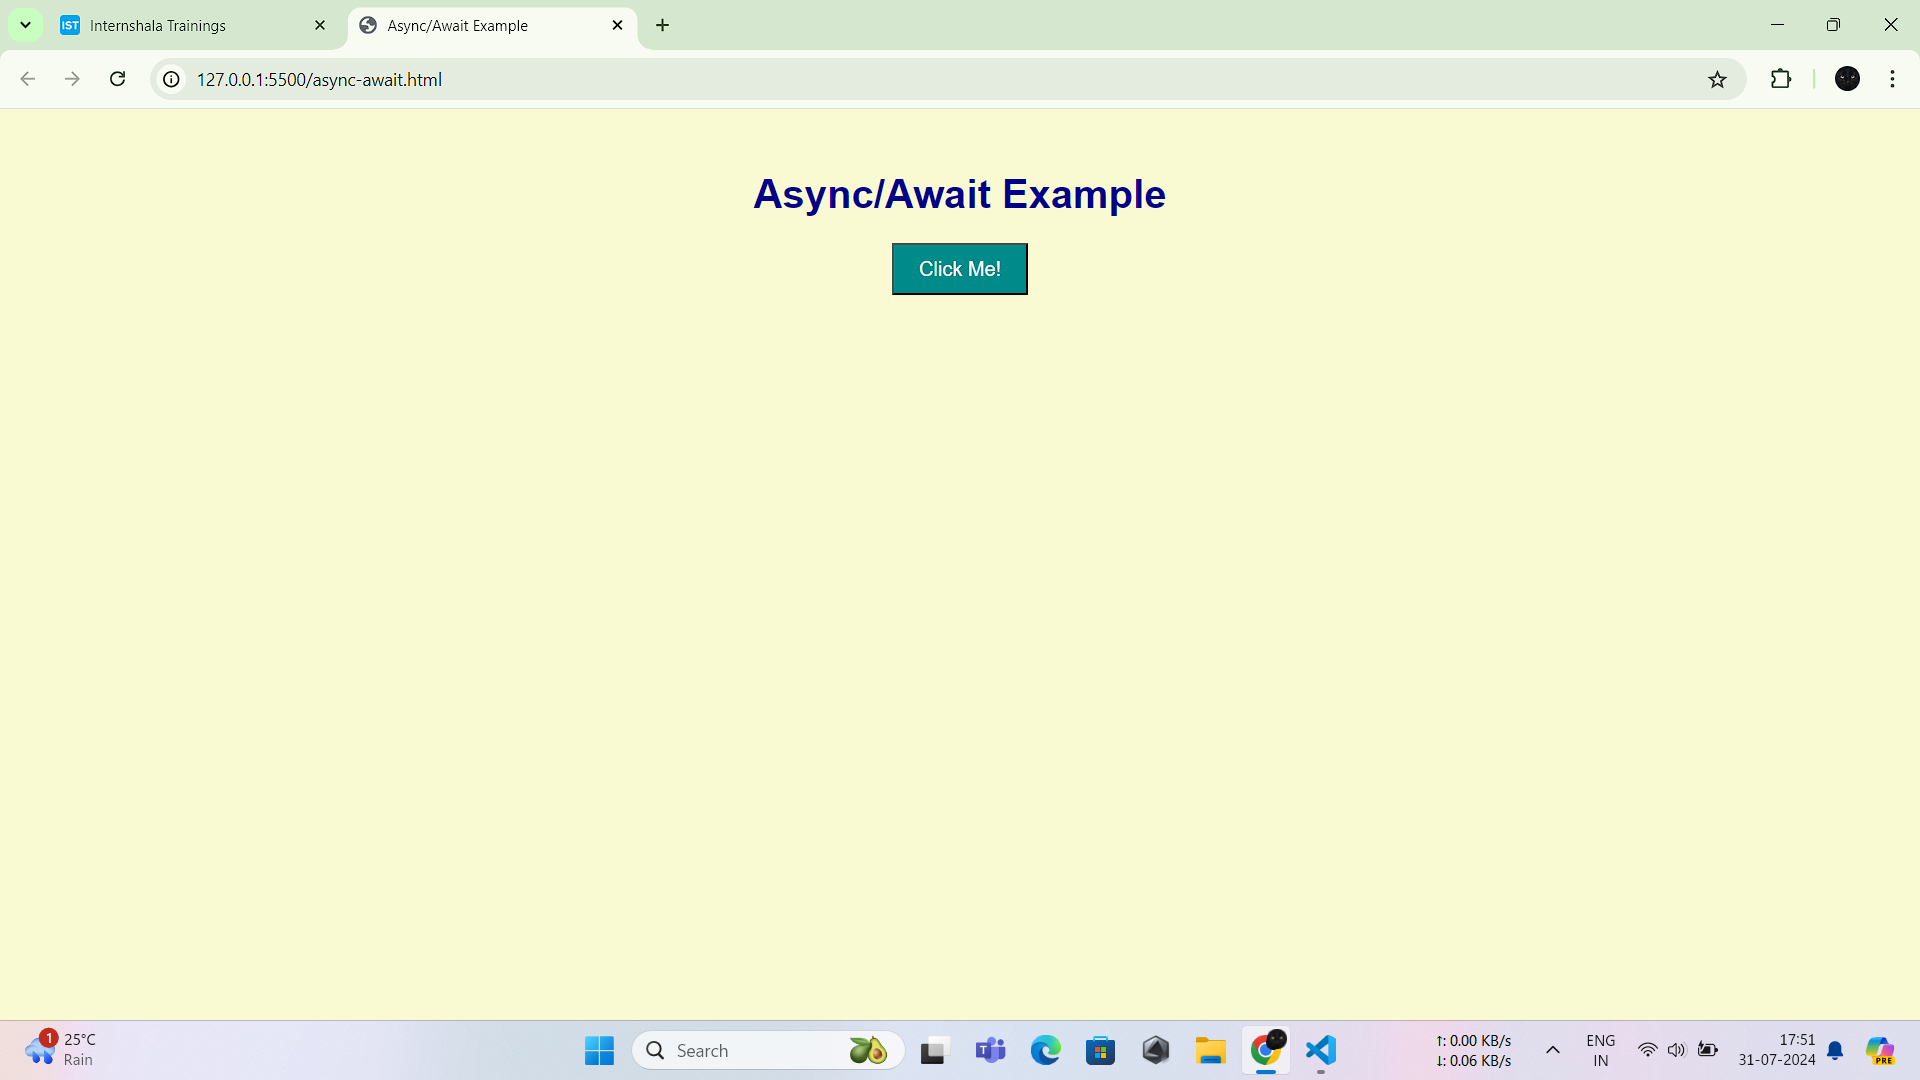 IST Internshala Trainings
Async/Await Example
127.0.0.1:5500/async-await.html
Async/Await Example
Click Me!
1
25°C
Rain
Search
T
PRE
↑: 0.00 KB/s
↓: 0.06 KB/s
ENG
IN
17:51
31-07-2024